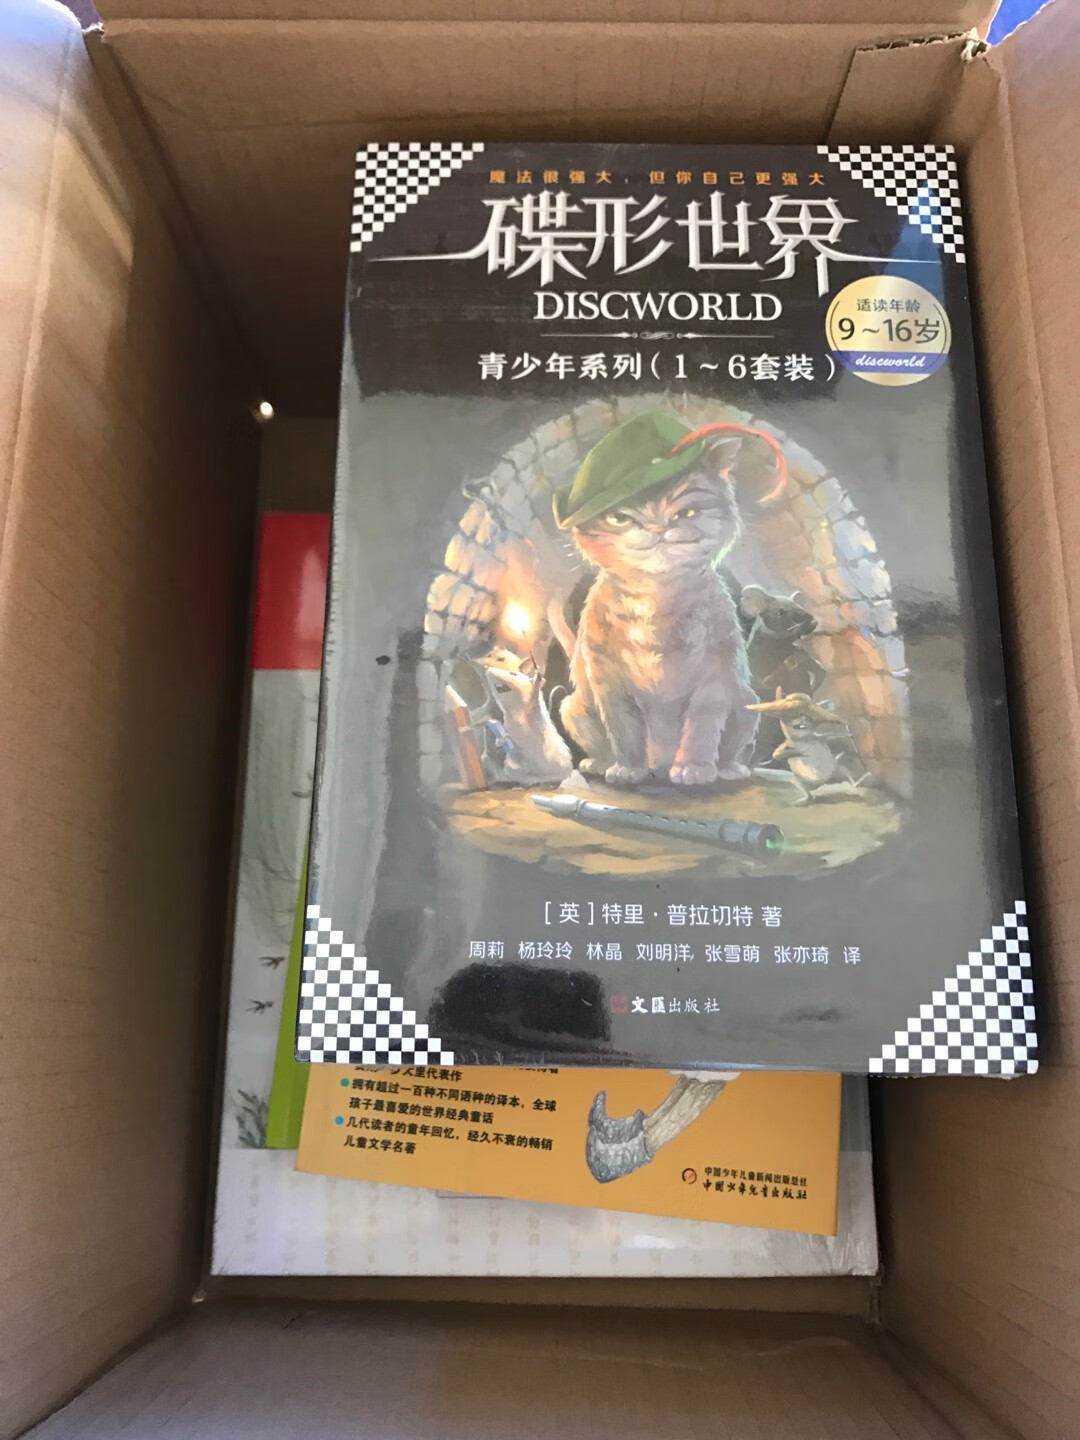 魔法很强大，但你自己更强大
碟形世界
DISCWORLD
适读年龄
9~16岁
discworld
青少年系列（1~6套装）
[英]特里·普拉切特 著
周莉 杨玲玲 林晶 刘明洋 张雪萌 张亦琦 译
文匯出版社
里代表作
拥有超过一百种不同语种的译本，全球
孩子最喜爱的世界经典童话
几代读者的童年回忆，经久不衰的畅销
儿童文学名著
中国少年儿童新闻出版总社
中国少年儿童出版社